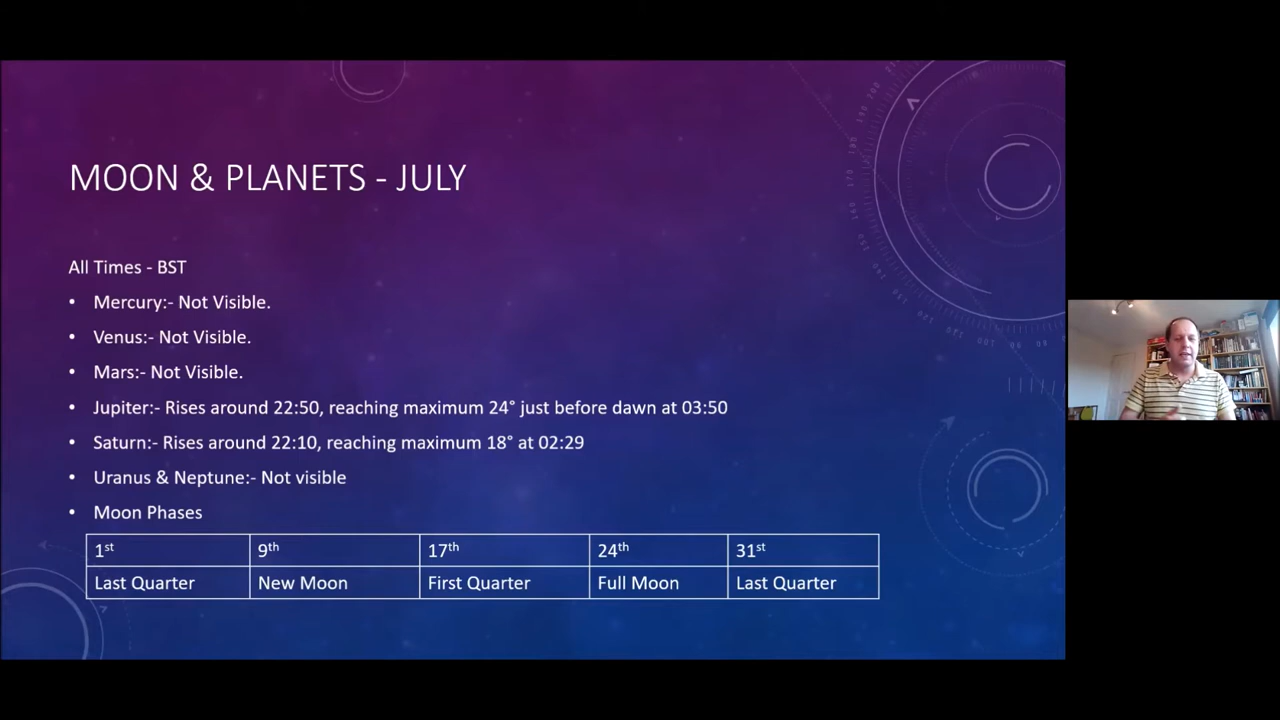 MOON & PLANETS - JULY
All Times - BST
• Mercury:- Not Visible.
• Venus:- Not Visible.
• Mars:- Not Visible.
• Jupiter:- Rises around 22:50, reaching maximum 24° just before dawn at 03:50
• Saturn:- Rises around 22:10, reaching maximum 18° at 02:29
• Uranus & Neptune:- Not visible
• Moon Phases
1st 9th 17th 24th 31st
Last Quarter New Moon First Quarter Full Moon Last Quarter